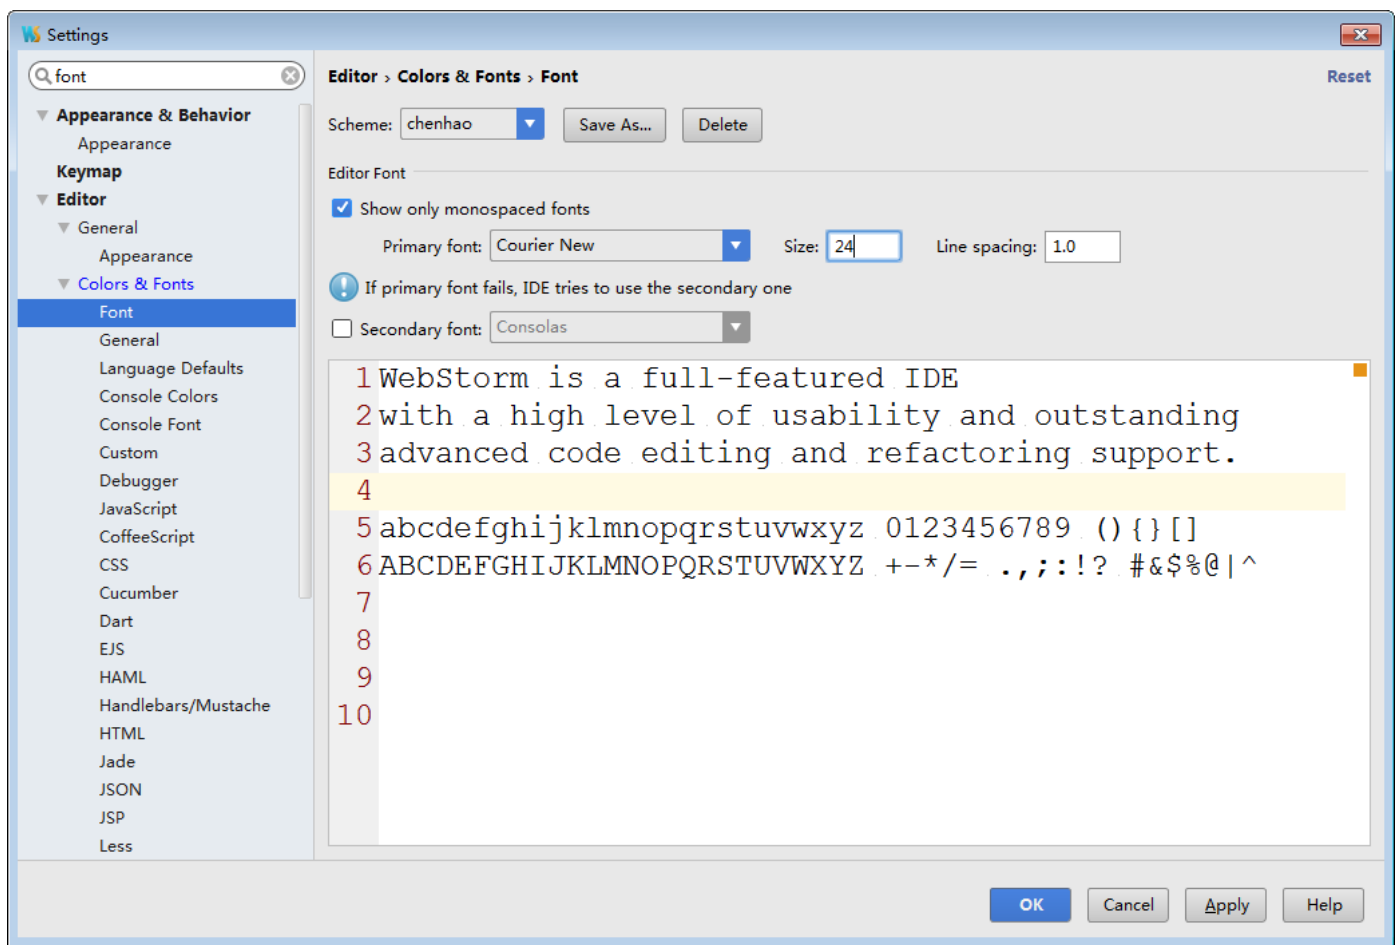 Settings
font
Appearance & Behavior
Appearance
Keymap
Editor
General
Appearance
Colors & Fonts
Font
General
Language Defaults
Console Colors
Console Font
Custom
Debugger
JavaScript
CoffeeScript
CSS
Cucumber
Dart
EJS
HAML
Handlebars/Mustache
HTML
Jade
JSON
JSP
Less
Editor › Colors & Fonts › Font Reset
Scheme: chenhao Save As... Delete
Editor Font
Show only monospaced fonts
Primary font: Courier New Size: 24 Line spacing: 1.0
If primary font fails, IDE tries to use the secondary one
Secondary font: Consolas
1 WebStorm is a full-featured IDE
2 with a high level of usability and outstanding
3 advanced code editing and refactoring support.
4
5 abcdefghijklmnopqrstuvwxyz 0123456789 (){}[]
6 ABCDEFGHIJKLMNOPQRSTUVWXYZ +-*/= .,;:!? #&$%@|^
7
8
9
10
OK Cancel Apply Help